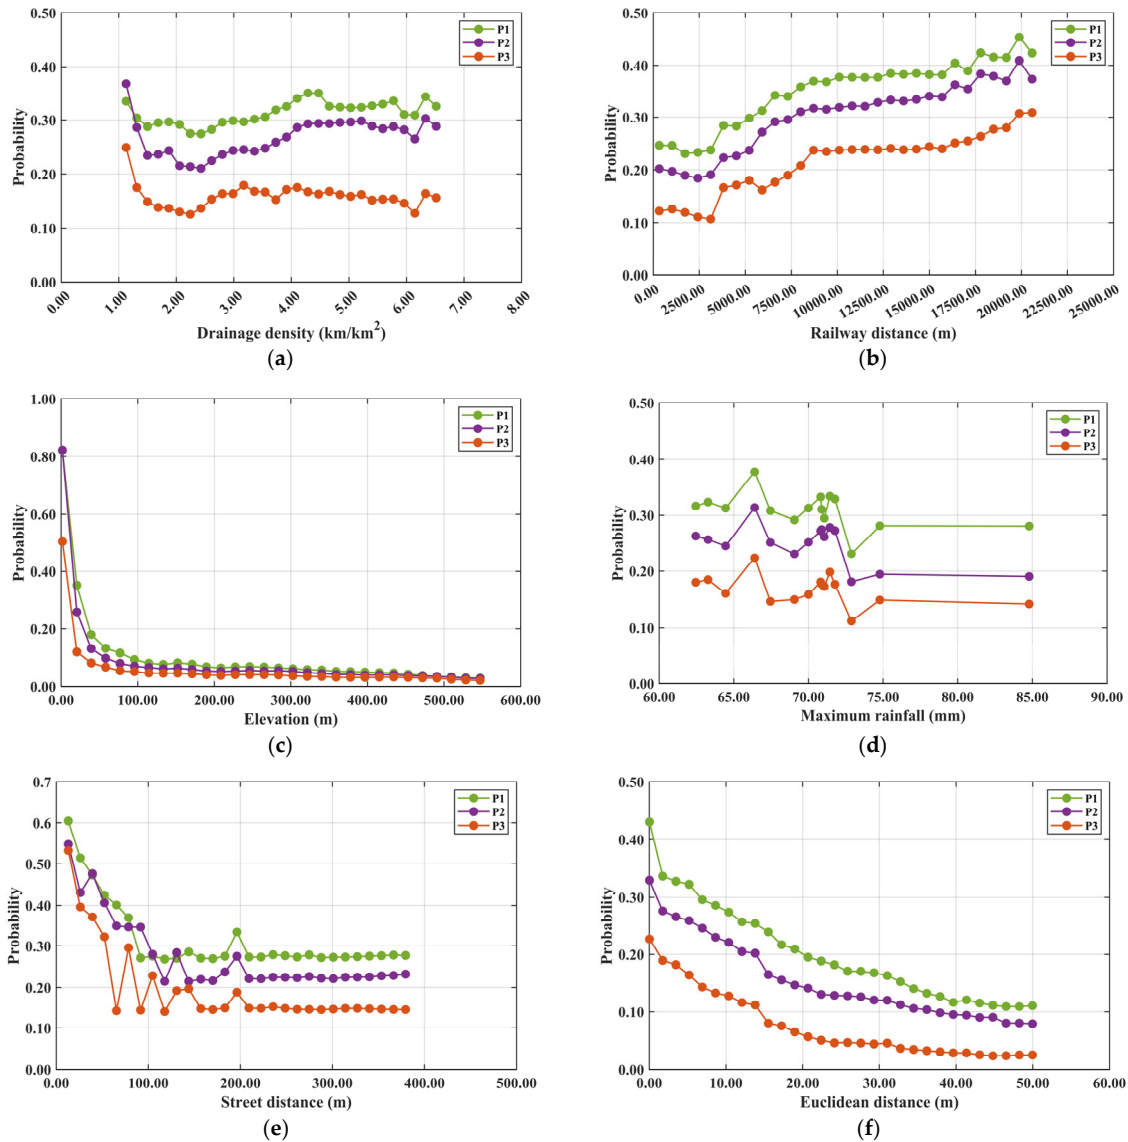 0.50
0.40
0.30
0.20
0.10
0.00
Probability
0.00 1.00 2.00 3.00 4.00 5.00 6.00 7.00 8.00
Drainage density (km/km²)
P1
P2
P3
(a)
0.50
0.40
0.30
0.20
0.10
0.00
Probability
0.00 2500.00 5000.00 7500.00 10000.00 12500.00 15000.00 17500.00 20000.00 22500.00 25000.00
Railway distance (m)
P1
P2
P3
(b)
1.00
0.80
0.60
0.40
0.20
0.00
Probability
0.00 100.00 200.00 300.00 400.00 500.00 600.00
Elevation (m)
P1
P2
P3
(c)
0.50
0.40
0.30
0.20
0.10
0.00
Probability
60.00 65.00 70.00 75.00 80.00 85.00 90.00
Maximum rainfall (mm)
P1
P2
P3
(d)
0.7
0.6
0.50
0.40
0.30
0.20
0.10
0.00
Probability
0.00 100.00 200.00 300.00 400.00 500.00
Street distance (m)
P1
P2
P3
(e)
0.50
0.40
0.30
0.20
0.10
0.00
Probability
0.00 10.00 20.00 30.00 40.00 50.00 60.00
Euclidean distance (m)
P1
P2
P3
(f)